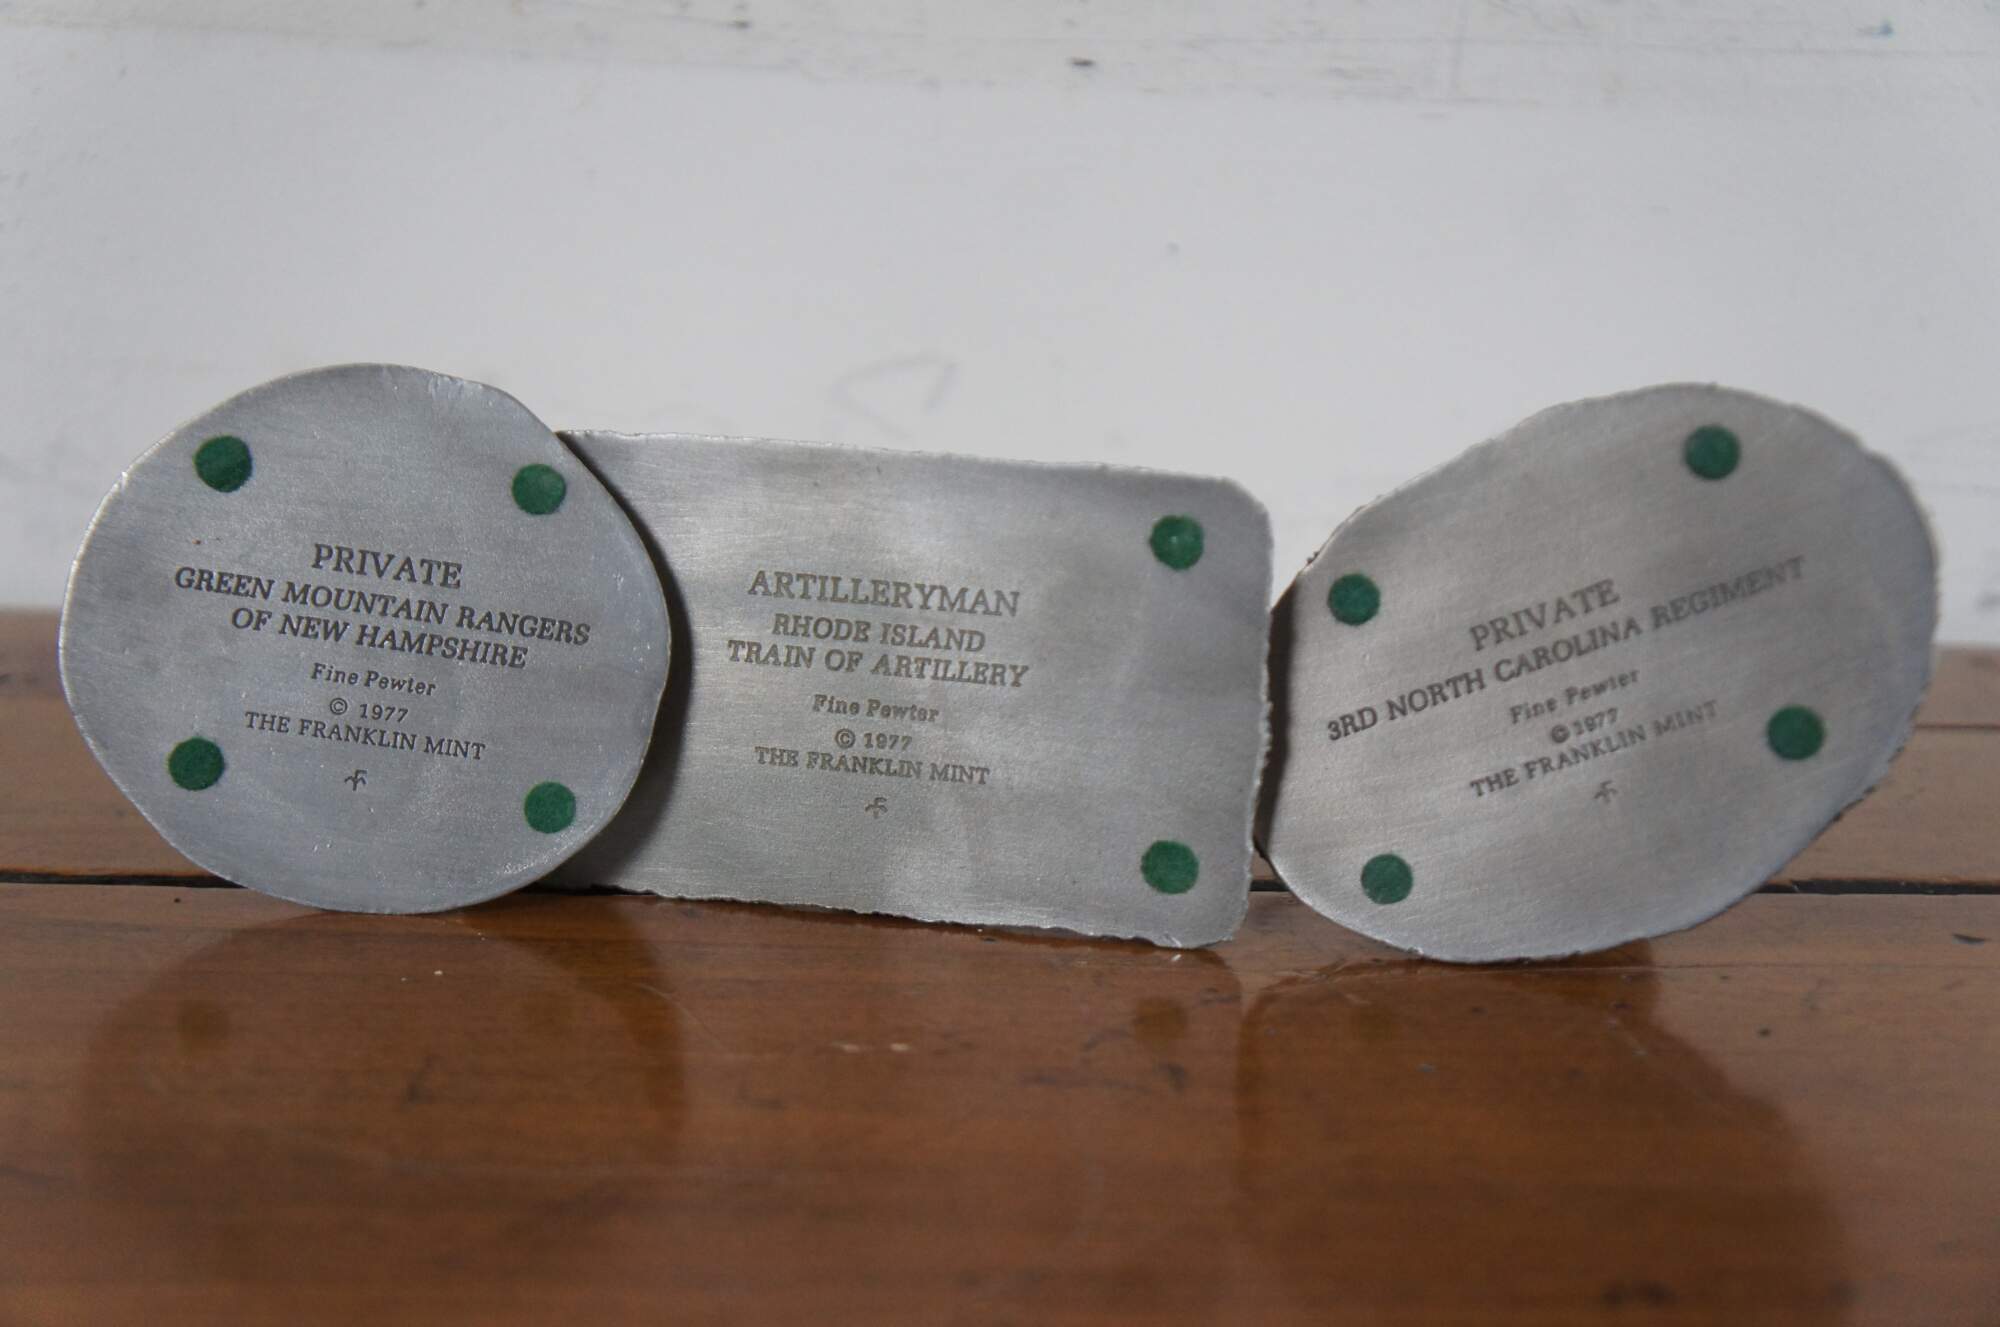 PRIVATE
GREEN MOUNTAIN RANGERS
OF NEW HAMPSHIRE
Fine Pewter
© 1977
THE FRANKLIN MINT
ARTILLERYMAN
RHODE ISLAND
TRAIN OF ARTILLERY
Fine Pewter
© 1977
THE FRANKLIN MINT
PRIVATE
3RD NORTH CAROLINA REGIMENT
Fine Pewter
© 1977
THE FRANKLIN MINT